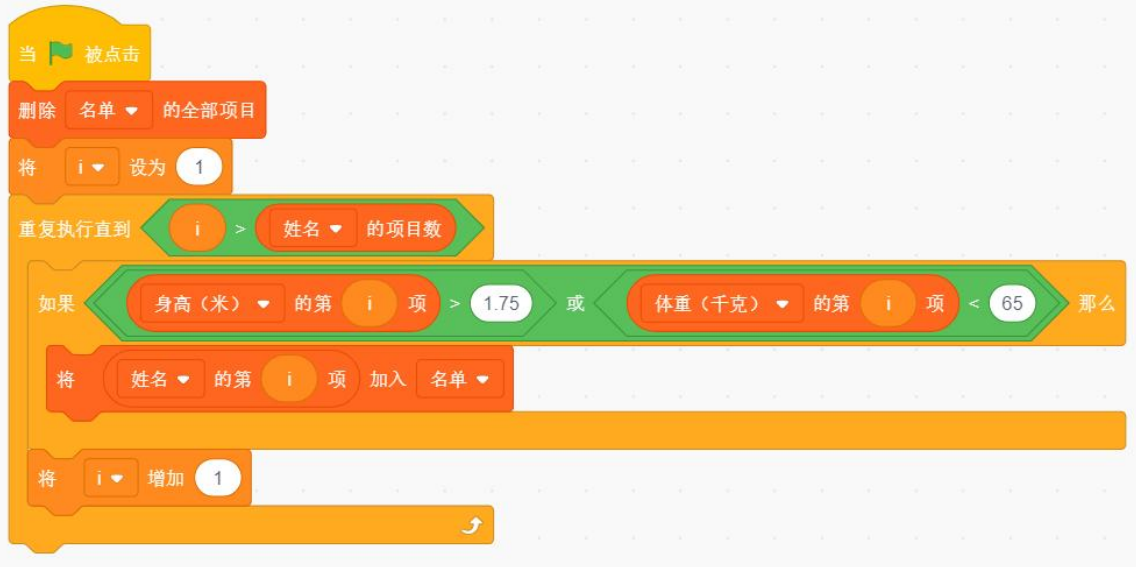 当 被点击
删除 名单 的全部项目
将 i 设为 1
重复执行直到 i > 姓名 的项目数
如果 身高（米） 的第 i 项 > 1.75 或 体重（千克） 的第 i 项 < 65 那么
将 姓名 的第 i 项 加入 名单
将 i 增加 1